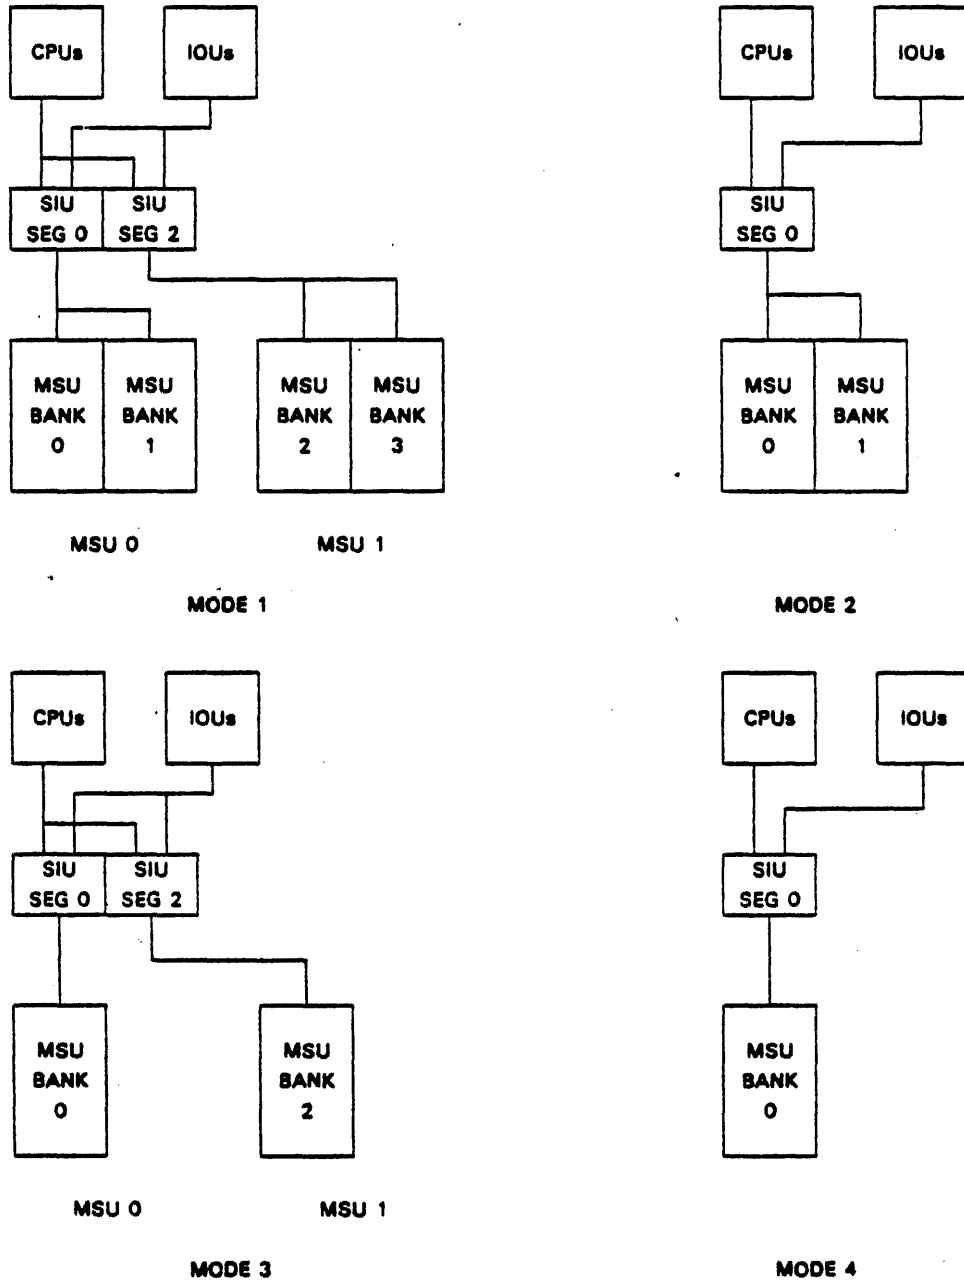 CPUs
IOUs
SIU
SEG 0
SIU
SEG 2
MSU
BANK
0
MSU
BANK
1
MSU
BANK
2
MSU
BANK
3
MSU 0
MSU 1
MODE 1
CPUs
IOUs
SIU
SEG 0
MSU
BANK
0
MSU
BANK
1
MODE 2
CPUs
IOUs
SIU
SEG 0
SIU
SEG 2
MSU
BANK
0
MSU
BANK
2
MSU 0
MSU 1
MODE 3
CPUs
IOUs
SIU
SEG 0
MSU
BANK
0
MODE 4